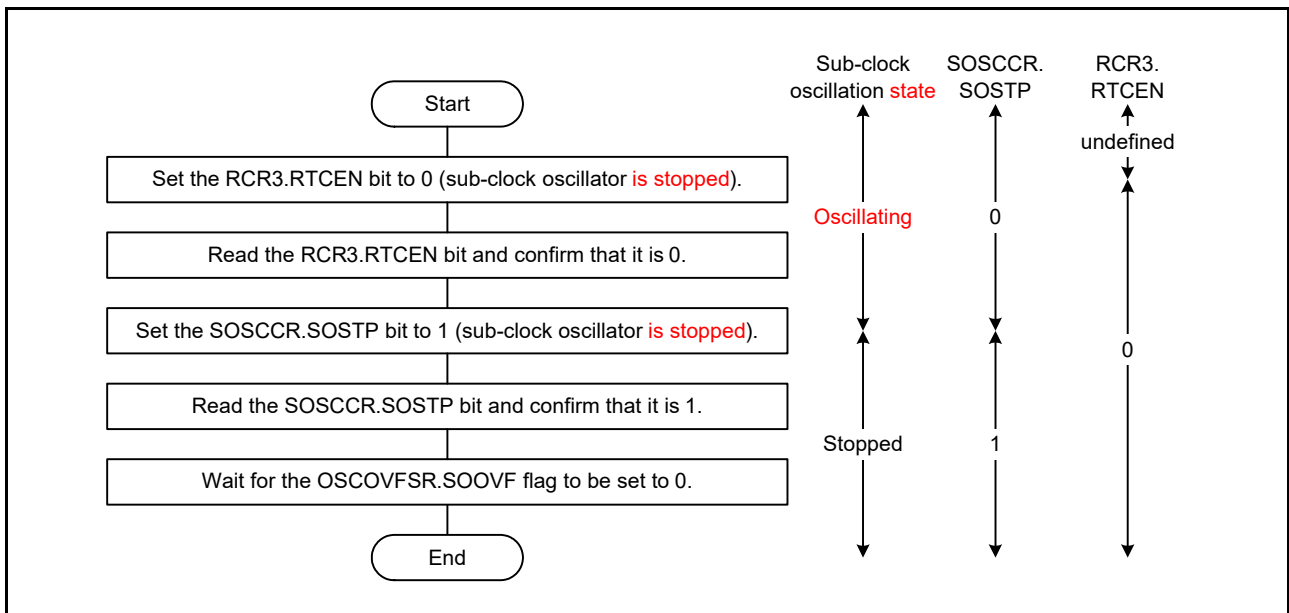 Start
Set the RCR3.RTCEN bit to 0 (sub-clock oscillator is stopped).
Read the RCR3.RTCEN bit and confirm that it is 0.
Set the SOSCCR.SOSTP bit to 1 (sub-clock oscillator is stopped).
Read the SOSCCR.SOSTP bit and confirm that it is 1.
Wait for the OSCOVFSR.SOOVF flag to be set to 0.
End
Sub-clock
oscillation state
Oscillating
Stopped
SOSCCR.
SOSTP
0
1
RCR3.
RTCEN
undefined
0